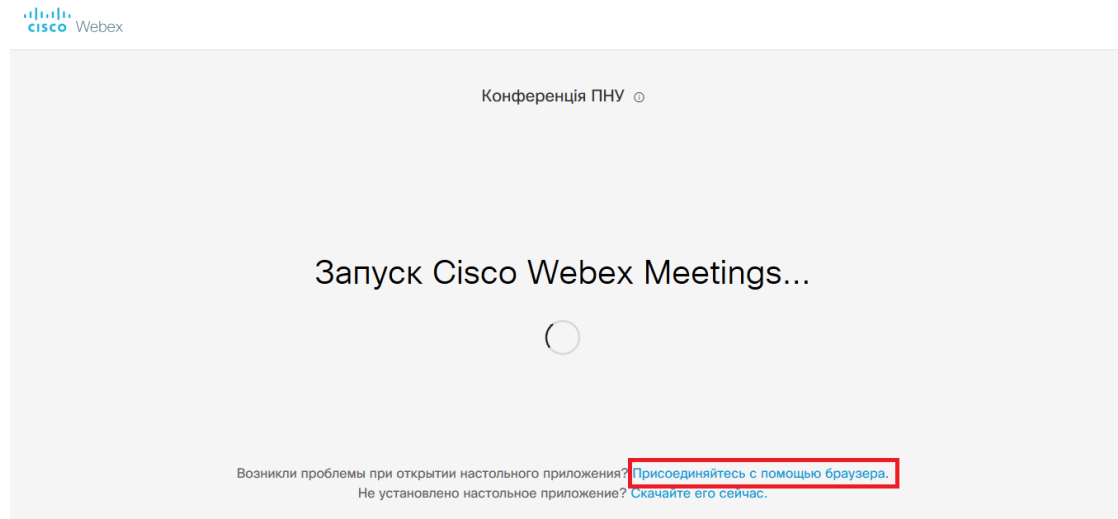 cisco Webex
Конференція ПНУ
Запуск Cisco Webex Meetings...
Возникли проблемы при открытии настольного приложения? Присоединяйтесь с помощью браузера.
Не установлено настольное приложение? Скачайте его сейчас.